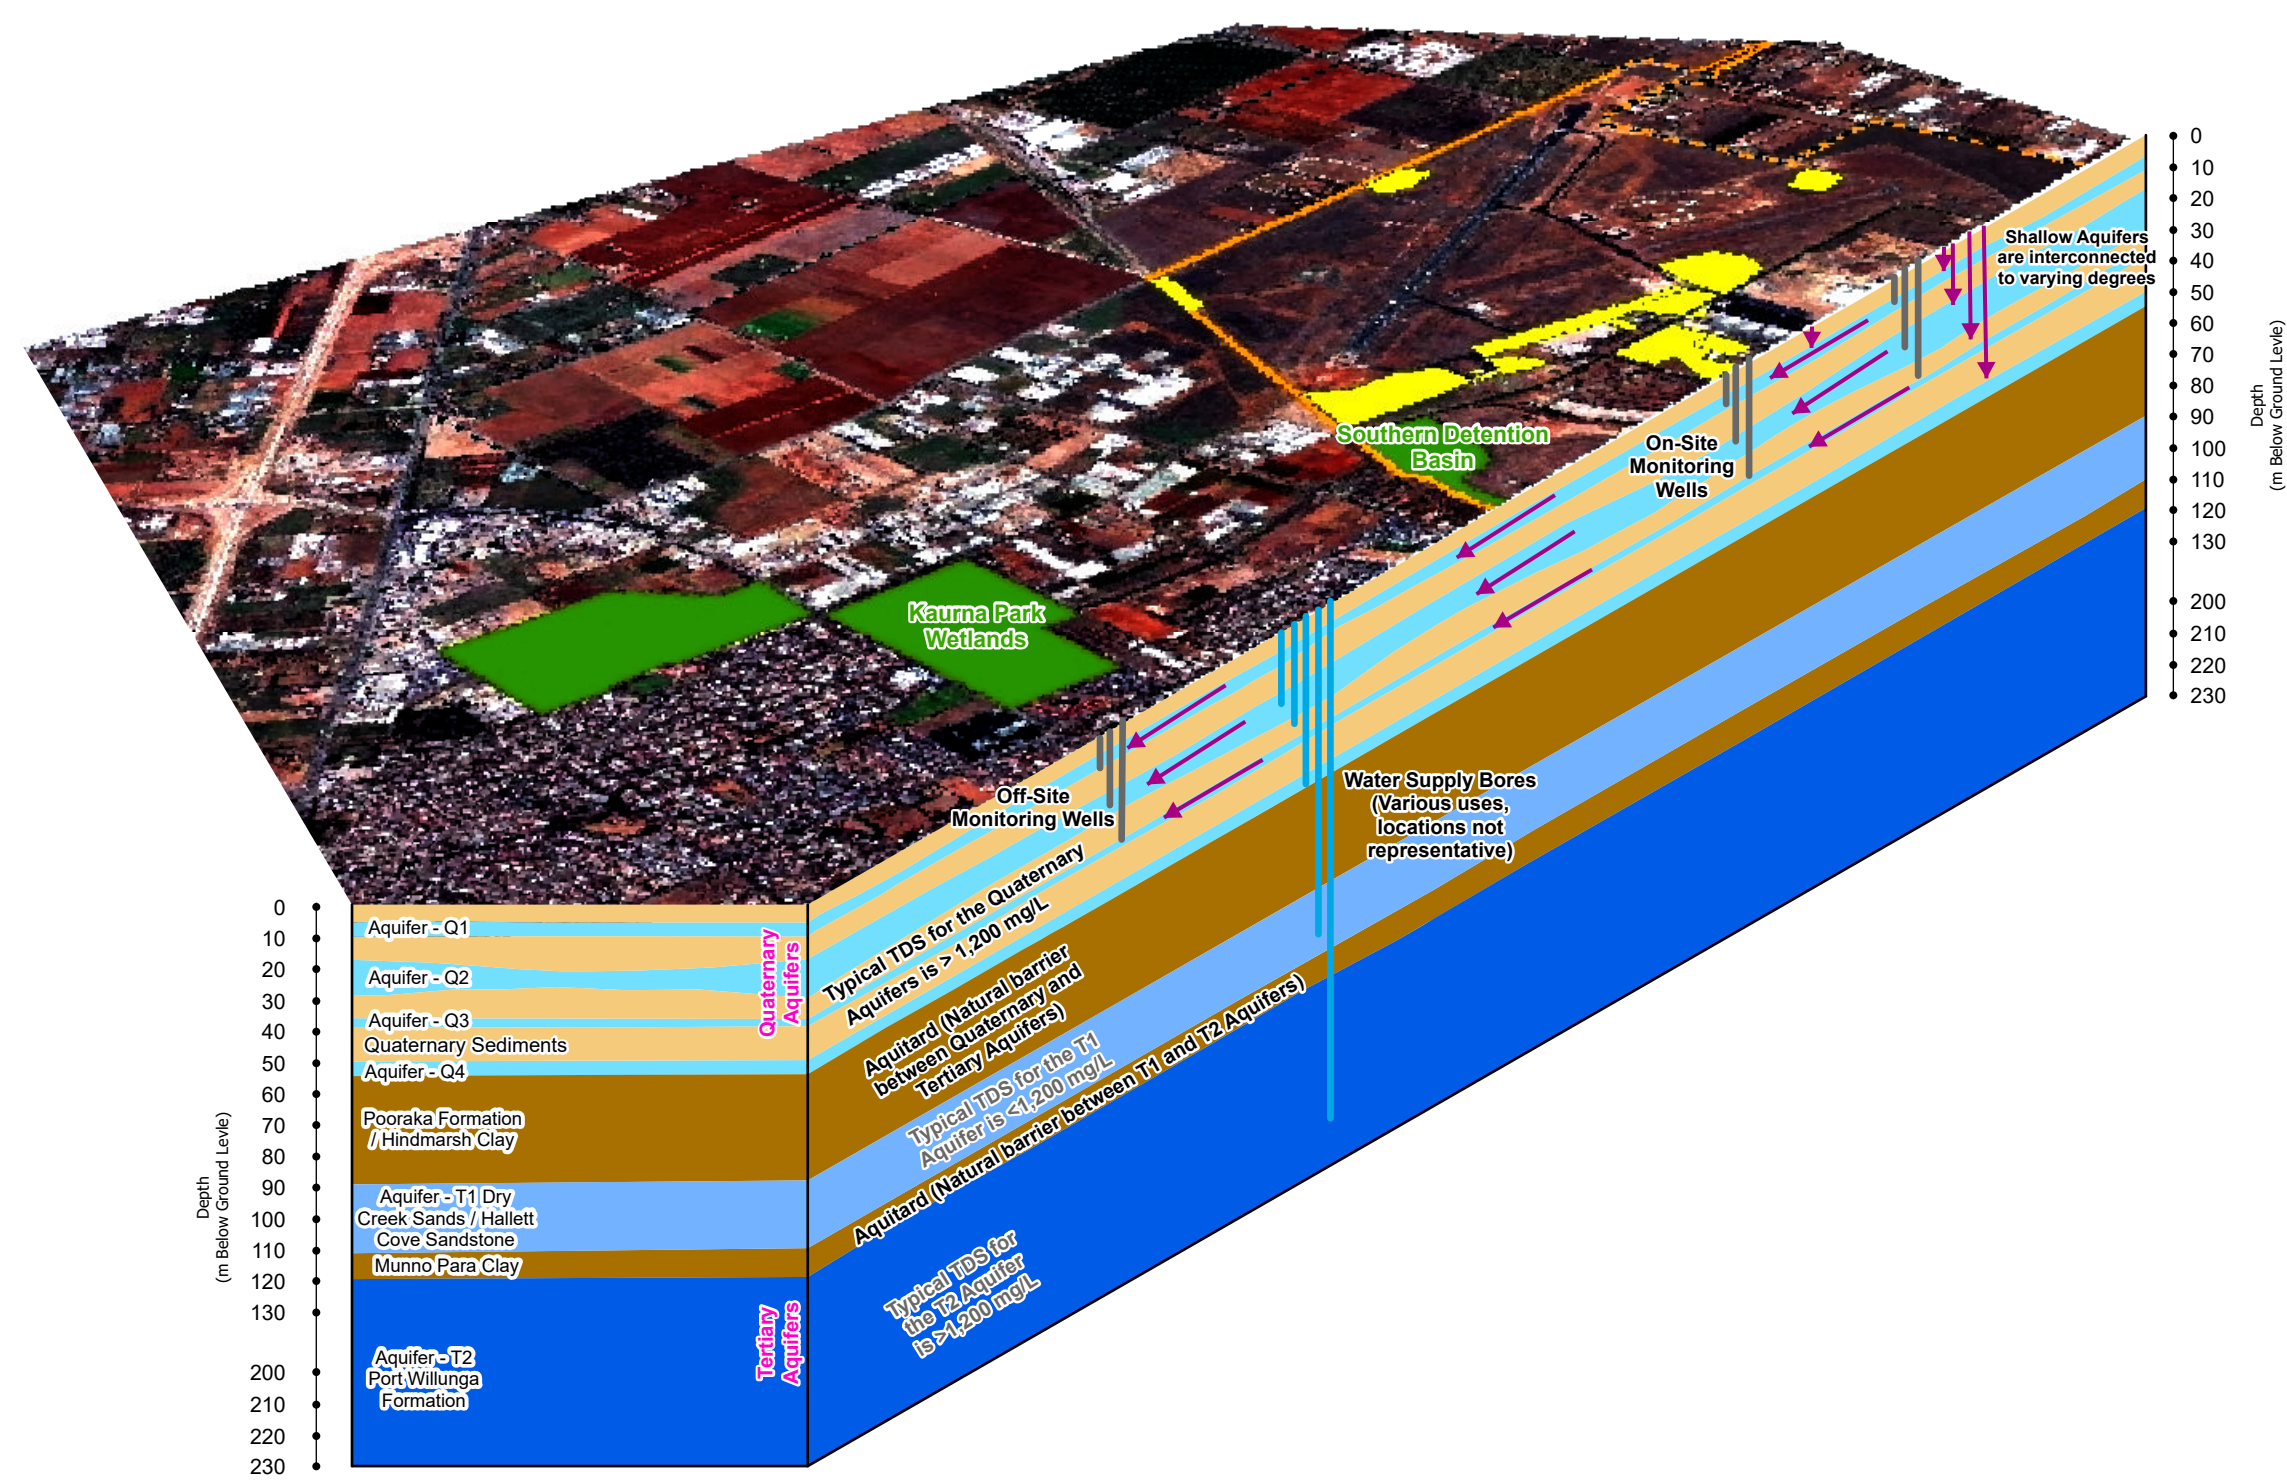 0
10
20
30
40
50
60
70
80
90
100
110
120
130
200
210
220
230
Depth
(m Below Ground Levle)
Shallow Aquifers
are interconnected
to varying degrees
On-Site
Monitoring
Wells
Southern Detention
Basin
Kaurna Park
Wetlands
Off-Site
Monitoring Wells
Water Supply Bores
(Various uses,
locations not
representative)
0
10
20
30
40
50
60
70
80
90
100
110
120
130
200
210
220
230
Depth
(m Below Ground Levle)
Aquifer - Q1
Aquifer - Q2
Aquifer - Q3
Quaternary Sediments
Aquifer - Q4
Pooraka Formation
/ Hindmarsh Clay
Aquifer - T1 Dry
Creek Sands / Hallett
Cove Sandstone
Munno Para Clay
Aquifer - T2
Port Willunga
Formation
Quaternary
Aquifers
Tertiary
Aquifers
Typical TDS for the Quaternary
Aquifers is > 1,200 mg/L
Aquitard (Natural barrier
between Quaternary and
Tertiary Aquifers)
Typical TDS for the T1
Aquifer is <1,200 mg/L
Aquitard (Natural barrier between T1 and T2 Aquifers)
Typical TDS for
the T2 Aquifer
is >1,200 mg/L